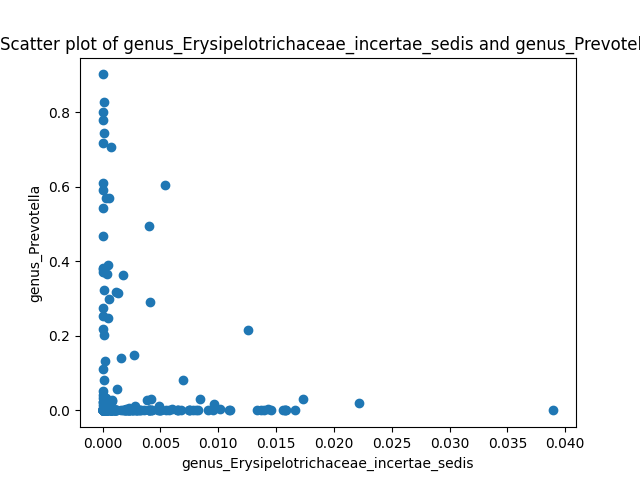 Scatter plot of genus_Erysipelotrichaceae_incertae_sedis and genus_Prevotel
genus_Prevotella
0.8
0.6
0.4
0.2
0.0
0.000 0.005 0.010 0.015 0.020 0.025 0.030 0.035 0.040
genus_Erysipelotrichaceae_incertae_sedis